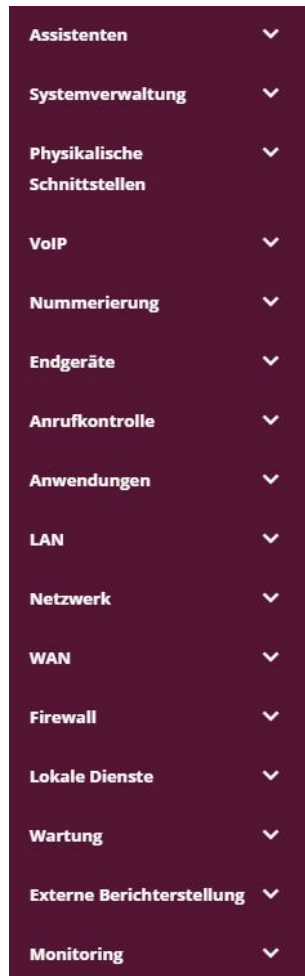 Assistenten
Systemverwaltung
Physikalische
Schnittstellen
VoIP
Nummerierung
Endgeräte
Anrufkontrolle
Anwendungen
LAN
Netzwerk
WAN
Firewall
Lokale Dienste
Wartung
Externe Berichterstellung
Monitoring